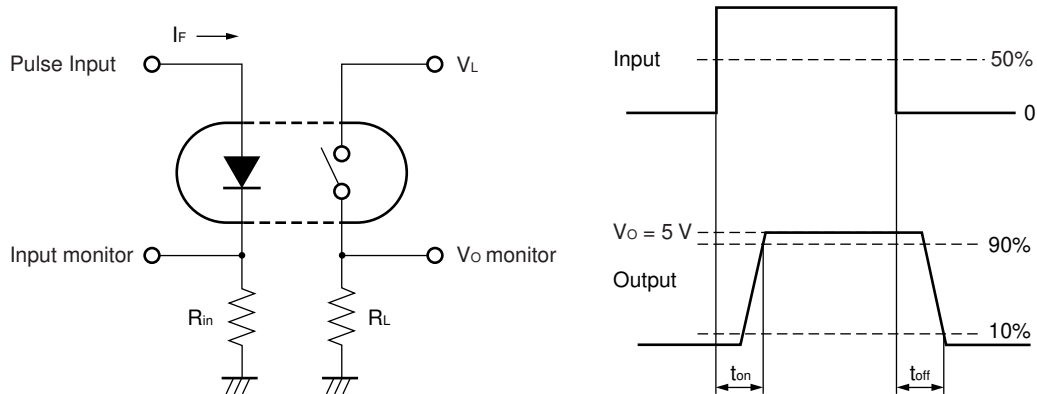 IF
Pulse Input
VL
Input monitor
VO monitor
Rin
RL
Input
50%
0
VO = 5 V
90%
Output
10%
ton
toff